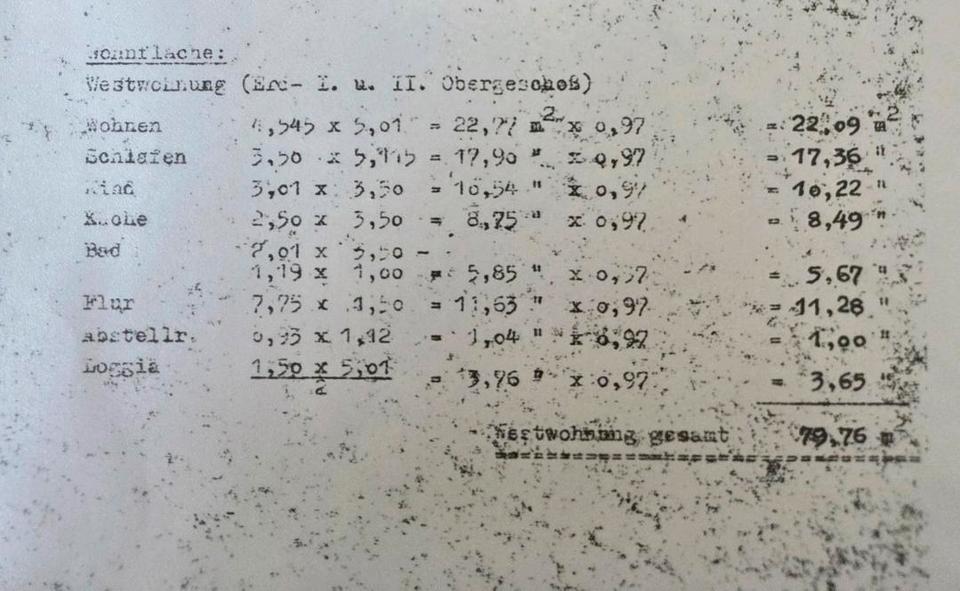 Wohnfläche:
Westwohnung (Erd- I. u. II. Obergeschoß)
Wohnen 4,545 x 5,01 = 22,77 m² x 0,97 = 22,09 m²
Schlafen 3,50 x 5,115 = 17,90 " x 0,97 = 17,36 "
Kind 3,01 x 3,50 = 10,54 " x 0,97 = 10,22 "
Küche 2,50 x 3,50 = 8,75 " x 0,97 = 8,49 "
Bad 2,01 x 3,50 -
1,19 x 1,00 = 5,85 " x 0,97 = 5,67 "
Flur 7,75 x 1,50 = 11,63 " x 0,97 = 11,28 "
Abstellr. 0,93 x 1,12 = 1,04 " x 0,97 = 1,00 "
Loggia 1,50 x 5,01 = 3,76 " x 0,97 = 3,65 "
2
Westwohnung gesamt 79,76 m